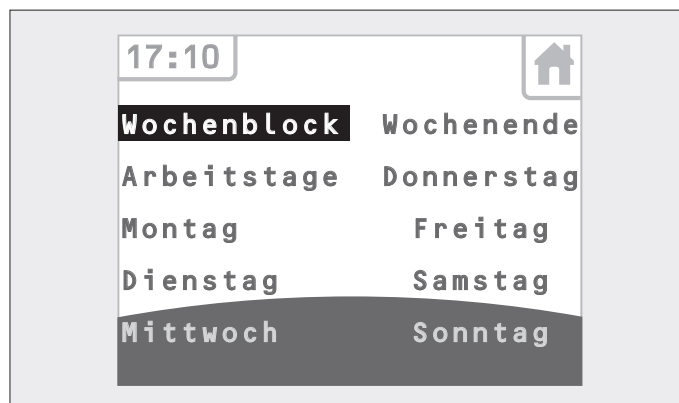 17:10
Wochenblock Wochenende
Arbeitstage Donnerstag
Montag Freitag
Dienstag Samstag
Mittwoch Sonntag